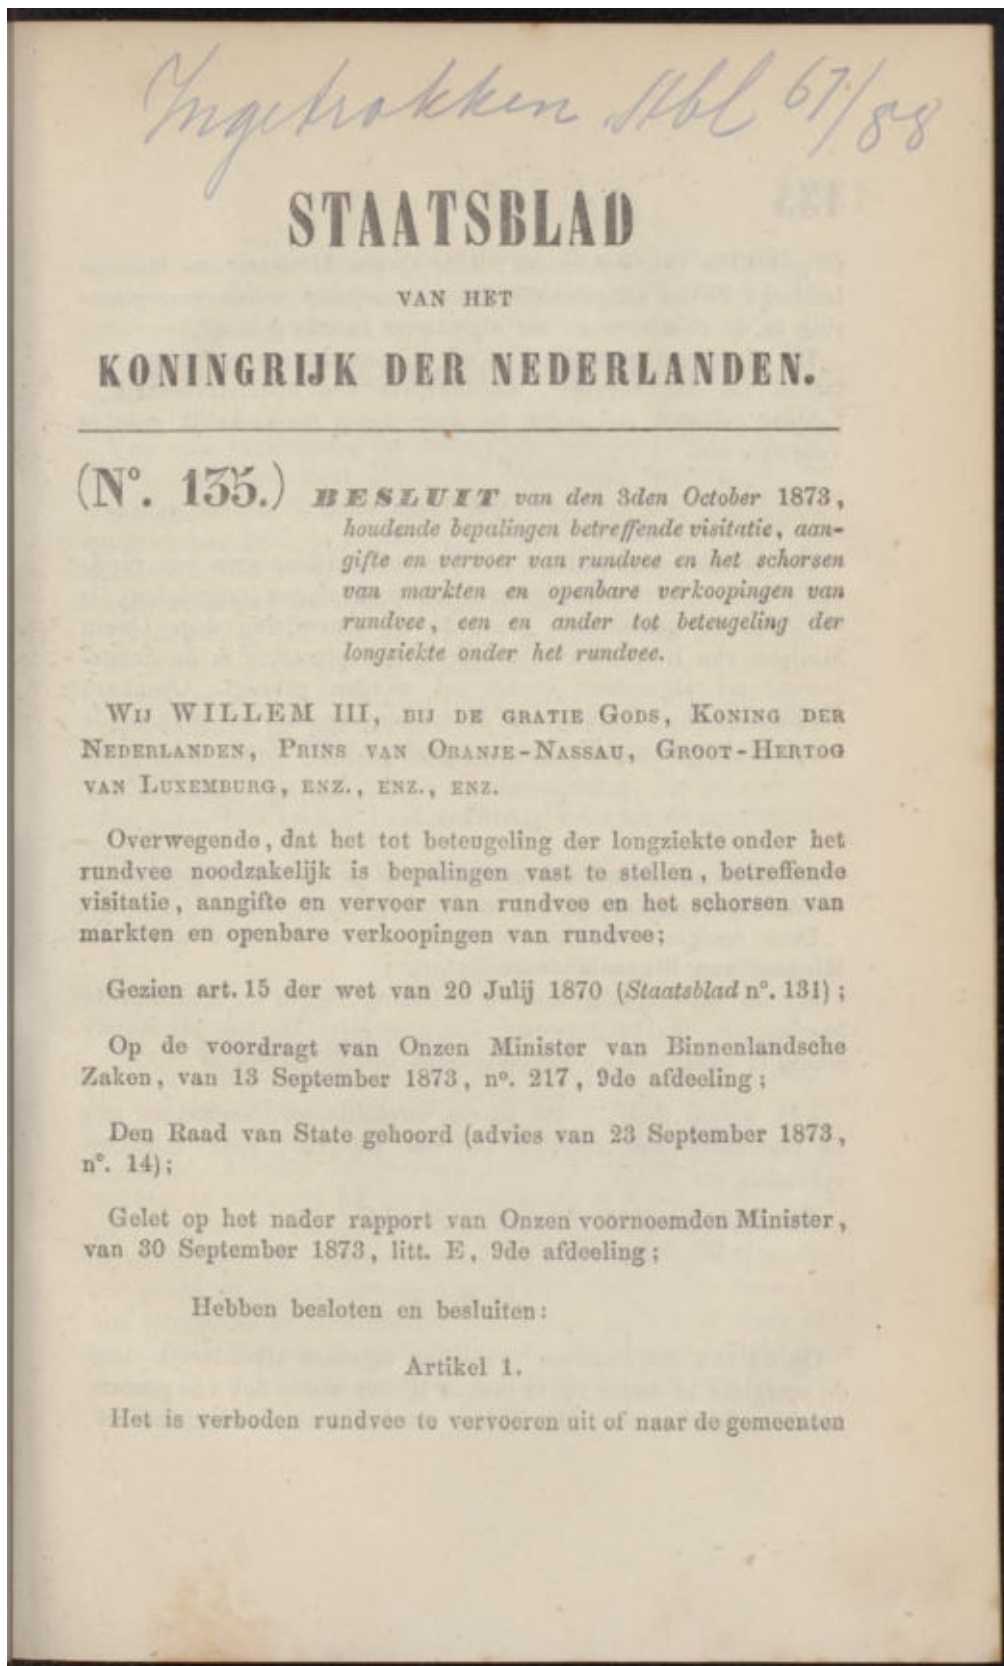 Ingetrokken Stbl 67/88
STAATSBLAD
VAN HET
KONINGRIJK DER NEDERLANDEN.
(N°. 135.) BESLUIT van den 3den October 1873,
houdende bepalingen betreffende visitatie, aan-
gifte en vervoer van rundvee en het schorsen
van markten en openbare verkoopingen van
rundvee, een en ander tot beteugeling der
longziekte onder het rundvee.
WIJ WILLEM III, BIJ DE GRATIE GODS, KONING DER
NEDERLANDEN, PRINS VAN ORANJE-NASSAU, GROOT-HERTOG
VAN LUXEMBURG, ENZ., ENZ., ENZ.
Overwegende, dat het tot beteugeling der longziekte onder het
rundvee noodzakelijk is bepalingen vast te stellen, betreffende
visitatie, aangifte en vervoer van rundvee en het schorsen van
markten en openbare verkoopingen van rundvee;
Gezien art. 15 der wet van 20 Julij 1870 (Staatsblad n°. 131);
Op de voordragt van Onzen Minister van Binnenlandsche
Zaken, van 13 September 1873, n°. 217, 9de afdeeling;
Den Raad van State gehoord (advies van 23 September 1873,
n°. 14);
Gelet op het nader rapport van Onzen voornoemden Minister,
van 30 September 1873, litt. E, 9de afdeeling;
Hebben besloten en besluiten:
Artikel 1.
Het is verboden rundvee te vervoeren uit of naar de gemeenten